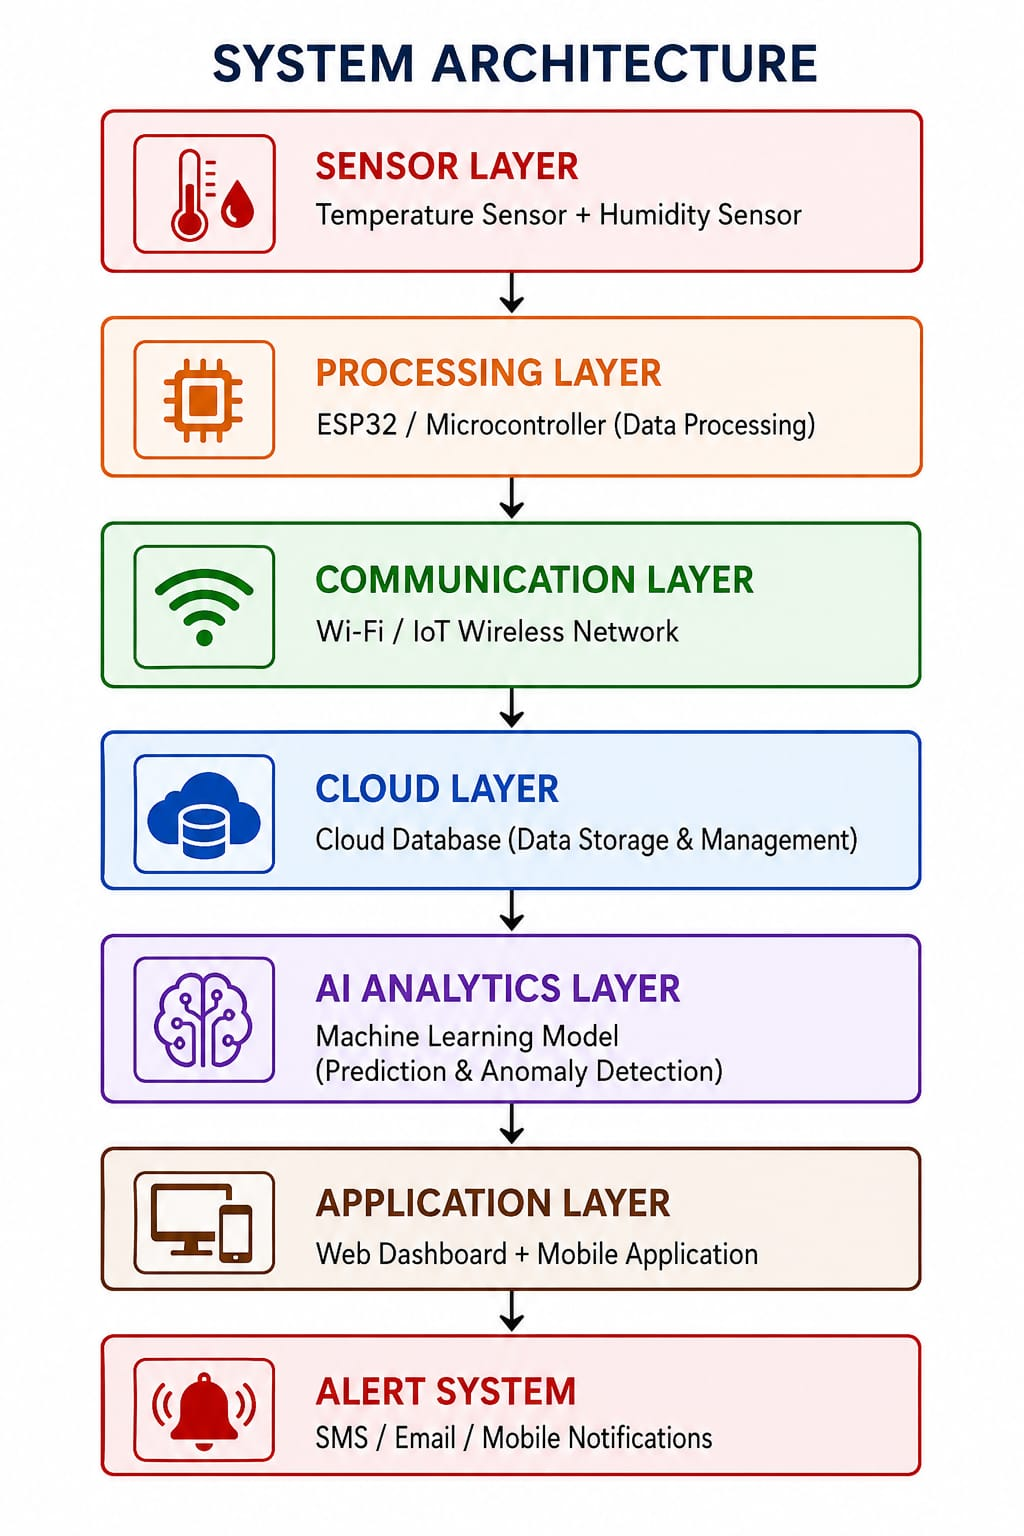 SYSTEM ARCHITECTURE
SENSOR LAYER
Temperature Sensor + Humidity Sensor
PROCESSING LAYER
ESP32 / Microcontroller (Data Processing)
COMMUNICATION LAYER
Wi-Fi / IoT Wireless Network
CLOUD LAYER
Cloud Database (Data Storage & Management)
AI ANALYTICS LAYER
Machine Learning Model
(Prediction & Anomaly Detection)
APPLICATION LAYER
Web Dashboard + Mobile Application
ALERT SYSTEM
SMS / Email / Mobile Notifications